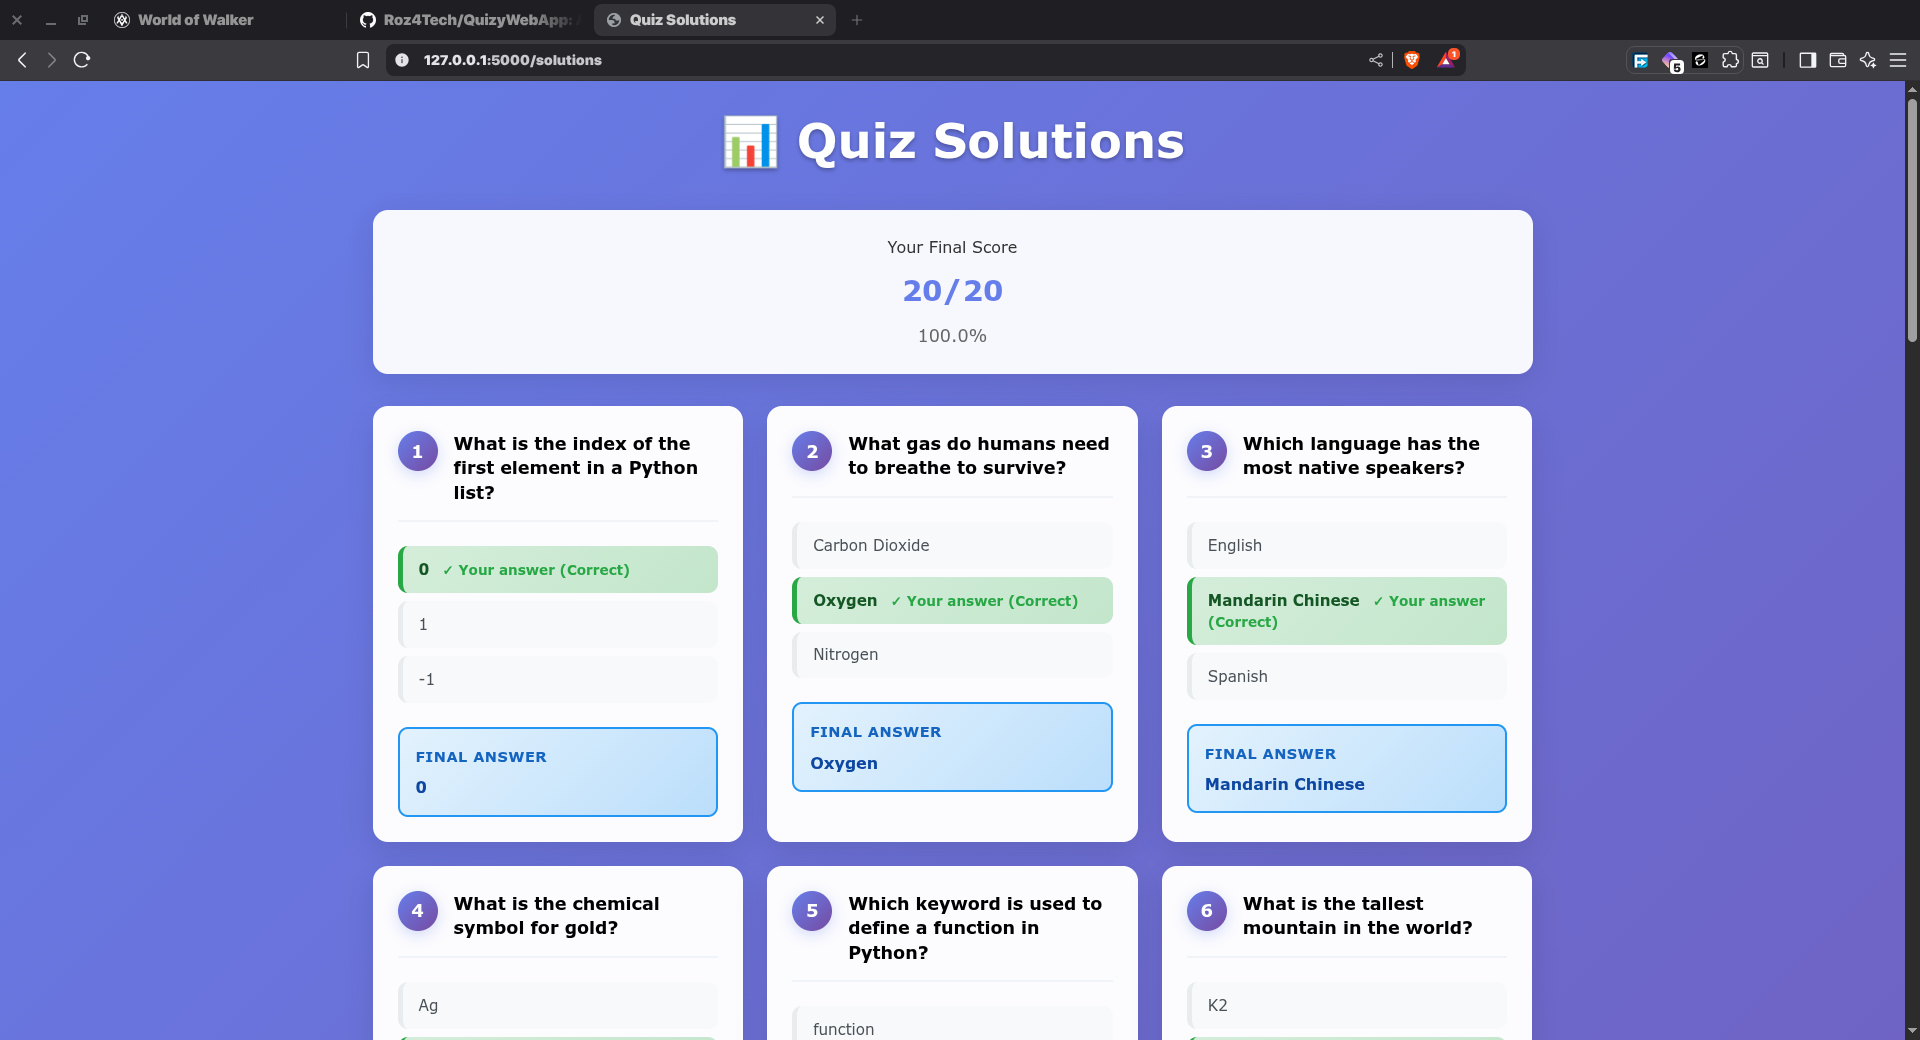 World of Walker
Roz4Tech/QuizyWebApp:
Quiz Solutions
127.0.0.1:5000/solutions
1
5
Quiz Solutions
Your Final Score
20/20
100.0%
1
What is the index of the
first element in a Python
list?
0 ✓ Your answer (Correct)
1
-1
FINAL ANSWER
0
2
What gas do humans need
to breathe to survive?
Carbon Dioxide
Oxygen ✓ Your answer (Correct)
Nitrogen
FINAL ANSWER
Oxygen
3
Which language has the
most native speakers?
English
Mandarin Chinese ✓ Your answer
(Correct)
Spanish
FINAL ANSWER
Mandarin Chinese
4
What is the chemical
symbol for gold?
Ag
5
Which keyword is used to
define a function in
Python?
function
6
What is the tallest
mountain in the world?
K2